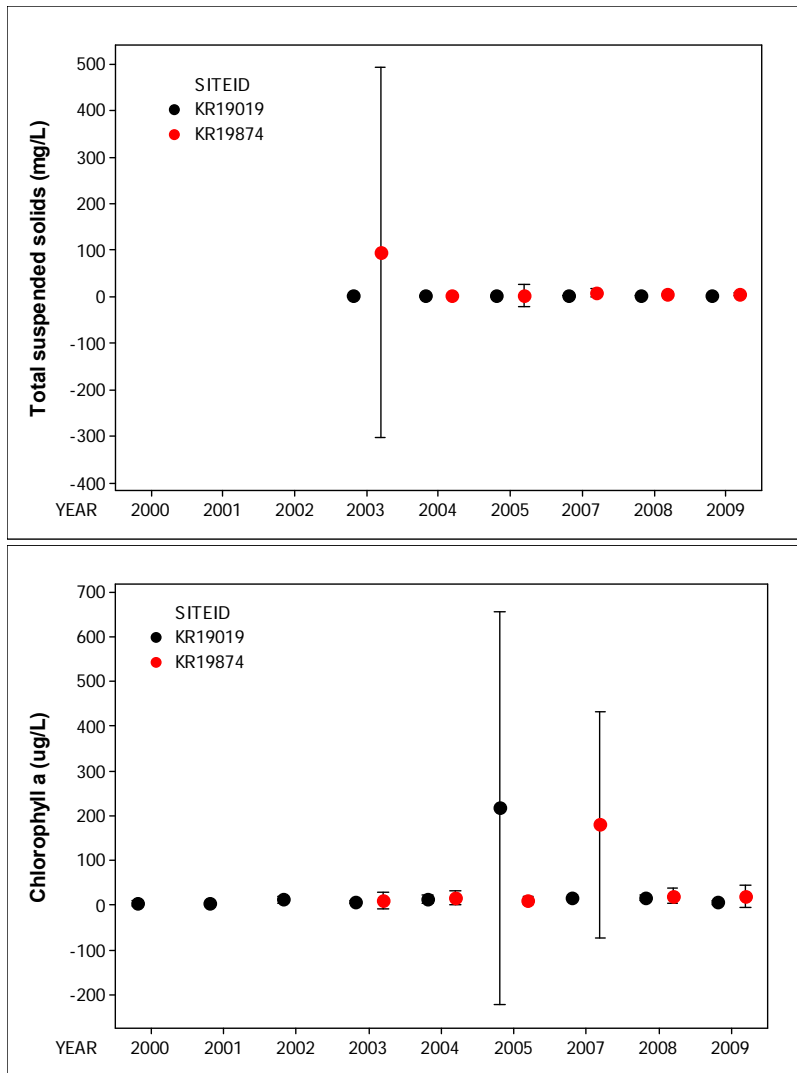 Total suspended solids (mg/L)
500
400
300
200
100
0
-100
-200
-300
-400
SITEID
KR19019
KR19874
YEAR 2000 2001 2002 2003 2004 2005 2007 2008 2009
Chlorophyll a (ug/L)
700
600
500
400
300
200
100
0
-100
-200
SITEID
KR19019
KR19874
YEAR 2000 2001 2002 2003 2004 2005 2007 2008 2009